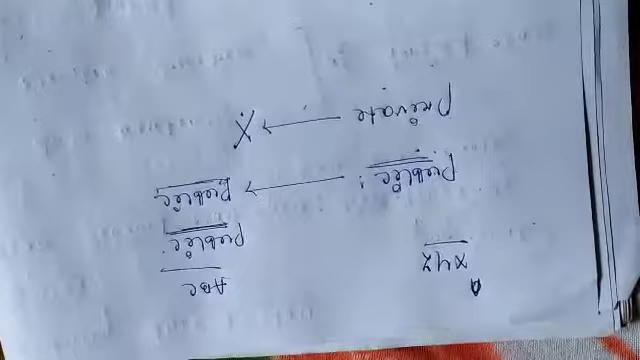 XYZ ABC
Public
Public : → Public
Private → X